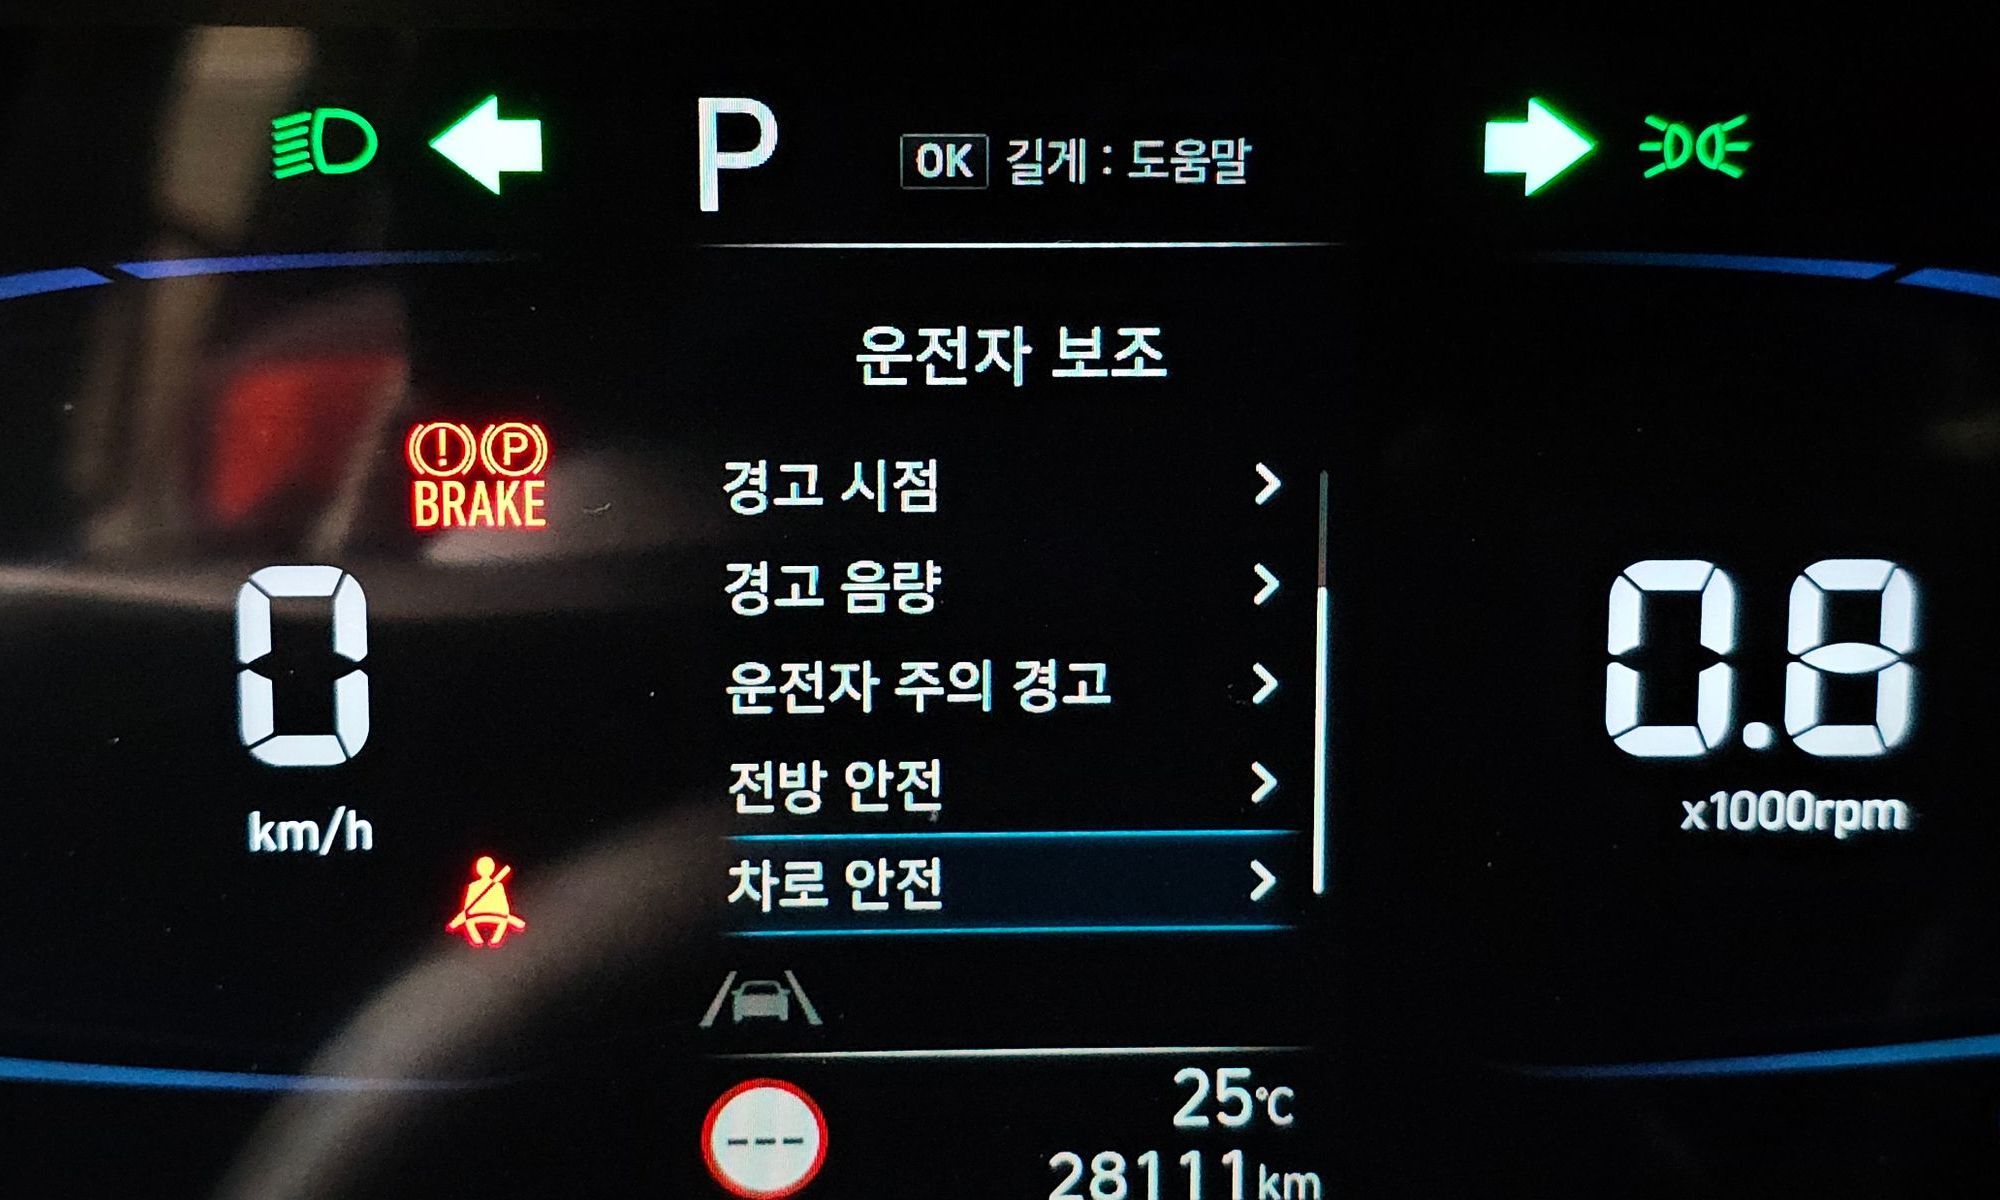 P
OK 길게 : 도움말
운전자 보조
P
BRAKE
경고 시점
경고 음량
운전자 주의 경고
전방 안전
차로 안전
0
km/h
0.8
x1000rpm
---
25℃
28111km